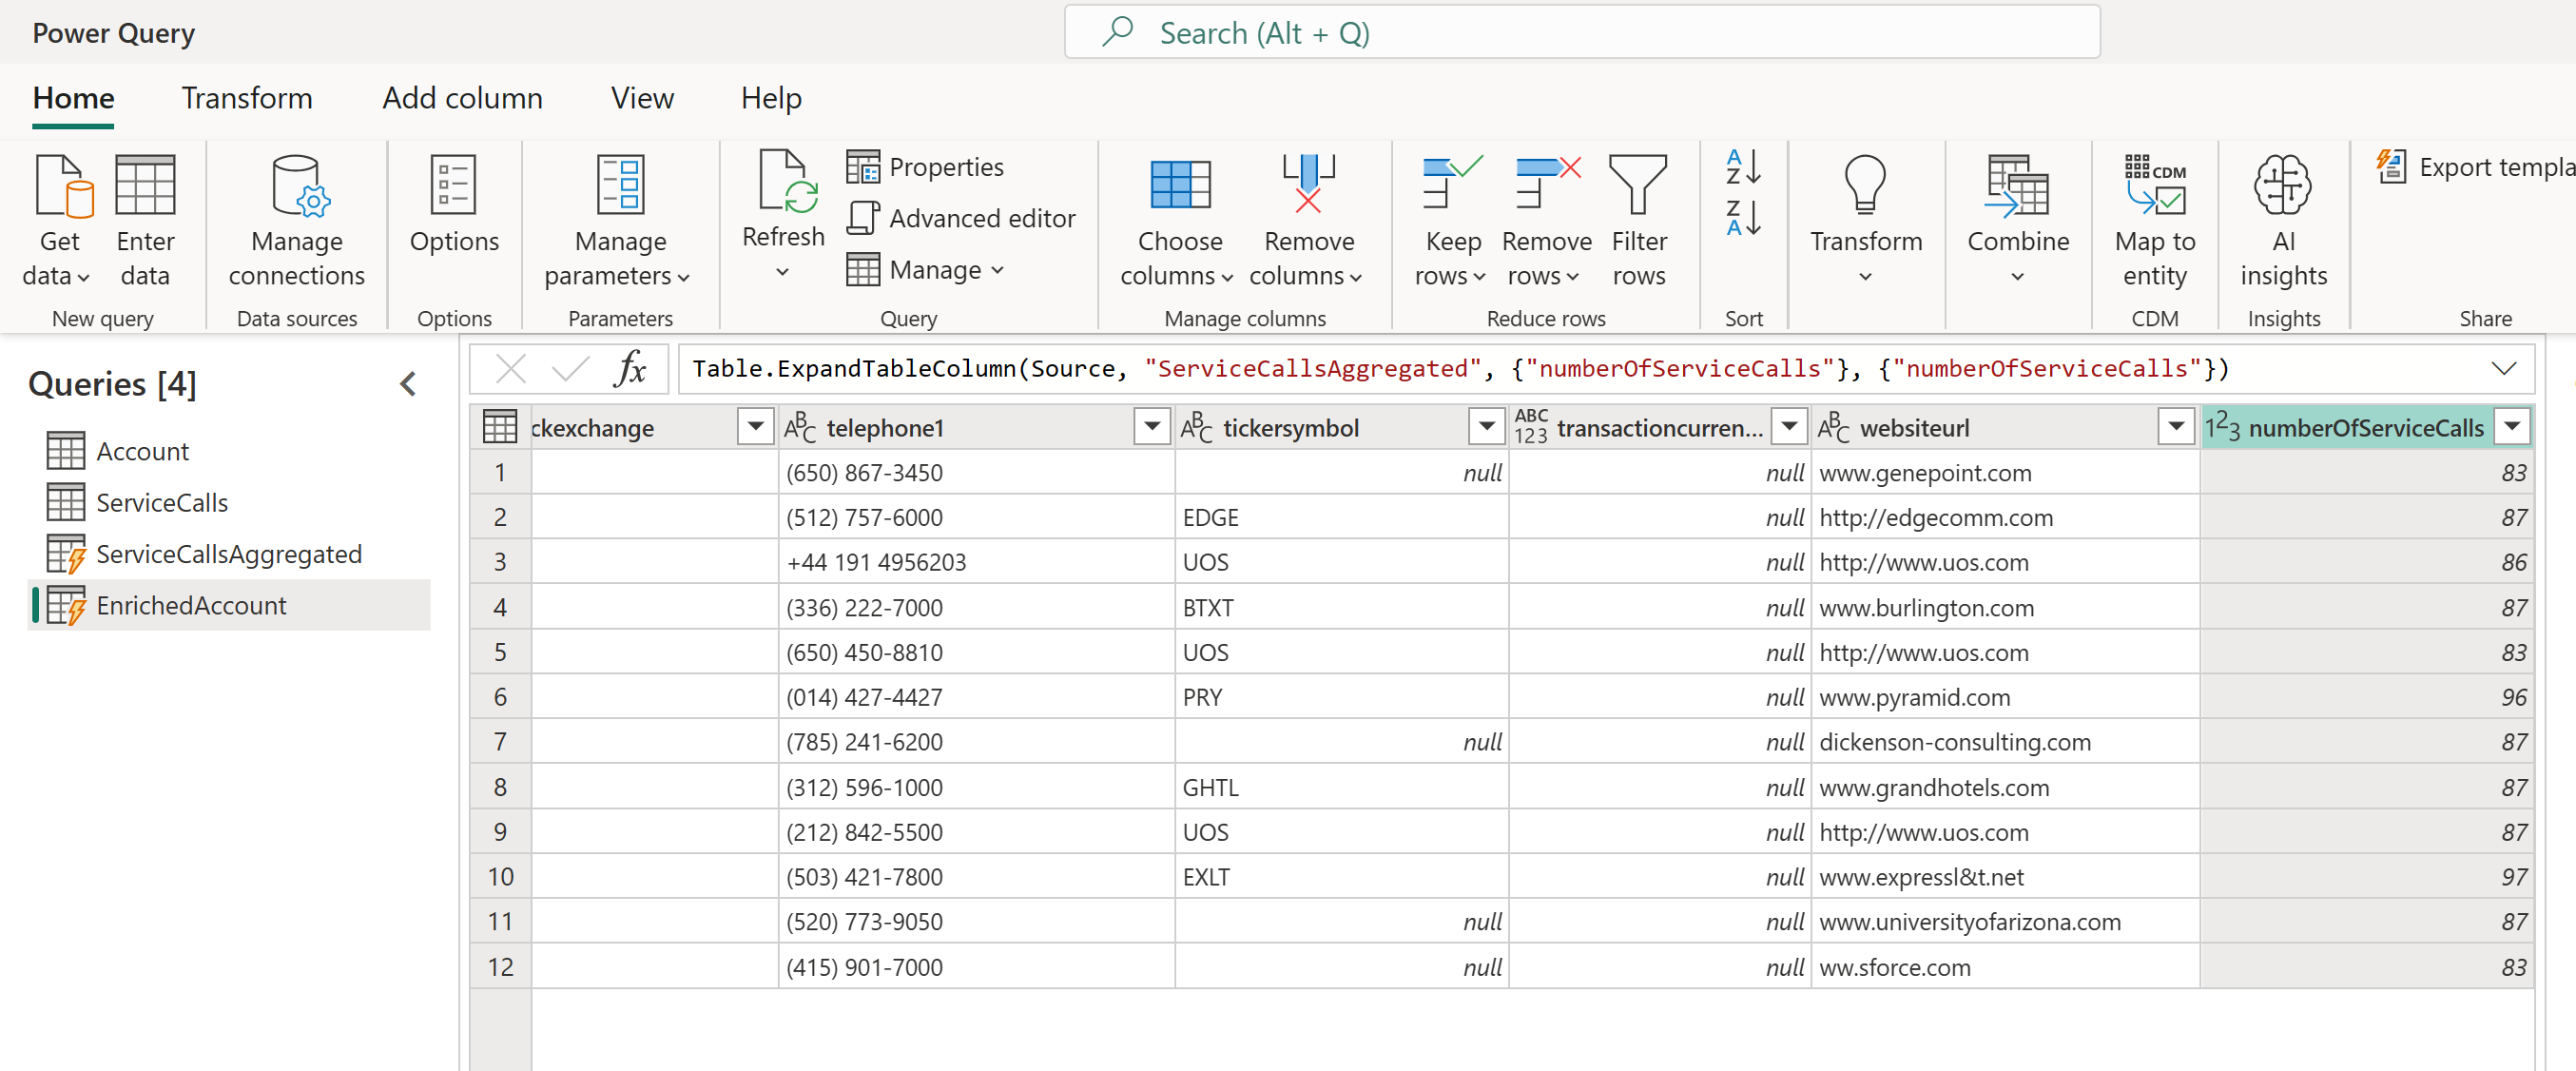 Power Query
Search (Alt + Q)
Home Transform Add column View Help
Get data
Enter data
New query
Manage connections
Data sources
Options
Options
Manage parameters
Parameters
Refresh
Properties
Advanced editor
Manage
Query
Choose columns
Remove columns
Manage columns
Keep rows
Remove rows
Filter rows
Reduce rows
A Z
Z A
Sort
Transform
Combine
CDM
Map to entity
CDM
AI insights
Insights
Export templa
Share
Queries [4]
Account
ServiceCalls
ServiceCallsAggregated
EnrichedAccount
fx Table.ExpandTableColumn(Source, "ServiceCallsAggregated", {"numberOfServiceCalls"}, {"numberOfServiceCalls"})
ckexchange ABC telephone1 ABC tickersymbol ABC 123 transactioncurren... ABC websiteurl 123 numberOfServiceCalls
1 (650) 867-3450 null null www.genepoint.com 83
2 (512) 757-6000 EDGE null http://edgecomm.com 87
3 +44 191 4956203 UOS null http://www.uos.com 86
4 (336) 222-7000 BTXT null www.burlington.com 87
5 (650) 450-8810 UOS null http://www.uos.com 83
6 (014) 427-4427 PRY null www.pyramid.com 96
7 (785) 241-6200 null null dickenson-consulting.com 87
8 (312) 596-1000 GHTL null www.grandhotels.com 87
9 (212) 842-5500 UOS null http://www.uos.com 87
10 (503) 421-7800 EXLT null www.expressl&t.net 97
11 (520) 773-9050 null null www.universityofarizona.com 87
12 (415) 901-7000 null null ww.sforce.com 83